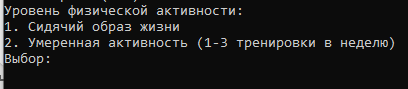 Уровень физической активности:
1. Сидячий образ жизни
2. Умеренная активность (1-3 тренировки в неделю)
Выбор: